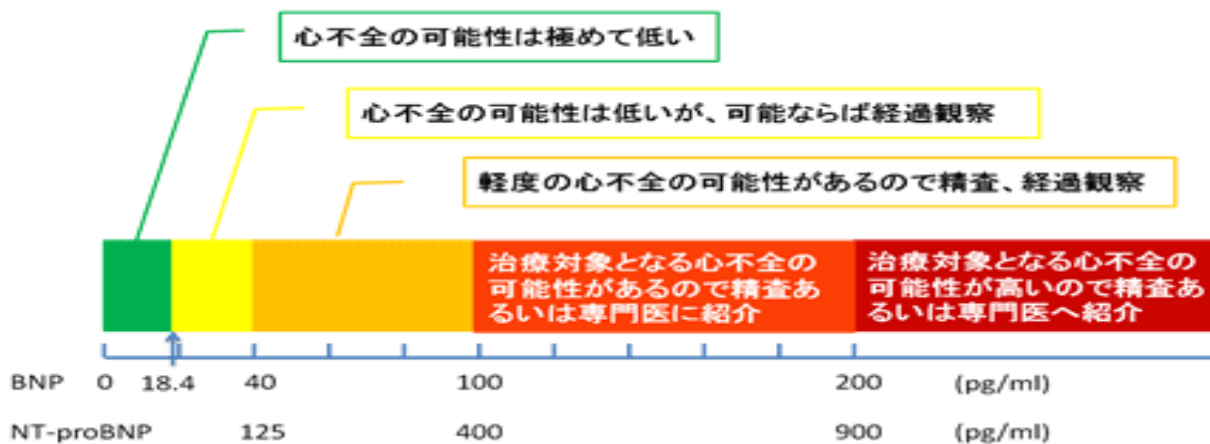 心不全の可能性は極めて低い
心不全の可能性は低いが、可能ならば経過観察
軽度の心不全の可能性があるので精査、経過観察
治療対象となる心不全の
可能性があるので精査あ
るいは専門医に紹介
治療対象となる心不全の
可能性が高いので精査あ
るいは専門医へ紹介
BNP 0 18.4 40 100 200 (pg/ml)
NT-proBNP 125 400 900 (pg/ml)